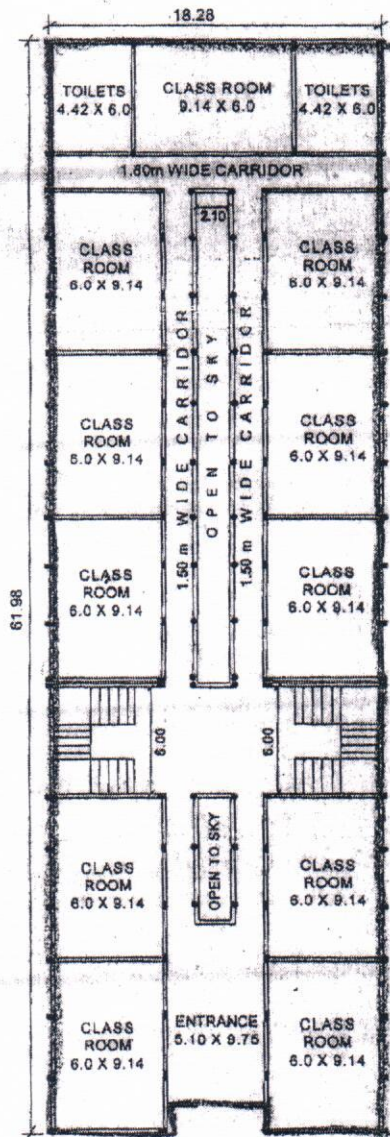 18.28
TOILETS
4.42 X 6.0
CLASS ROOM
9.14 X 6.0
TOILETS
4.42 X 6.0
1.80m WIDE CARRIDOR
2.10
CLASS
ROOM
6.0 X 9.14
CLASS
ROOM
6.0 X 9.14
1.50 m WIDE CARRIDOR
OPEN TO SKY
1.50 m WIDE CARRIDOR
CLASS
ROOM
6.0 X 9.14
CLASS
ROOM
6.0 X 9.14
CLASS
ROOM
6.0 X 9.14
CLASS
ROOM
6.0 X 9.14
61.98
6.00
6.00
CLASS
ROOM
6.0 X 9.14
OPEN TO SKY
CLASS
ROOM
6.0 X 9.14
CLASS
ROOM
6.0 X 9.14
ENTRANCE
5.10 X 9.75
CLASS
ROOM
6.0 X 9.14